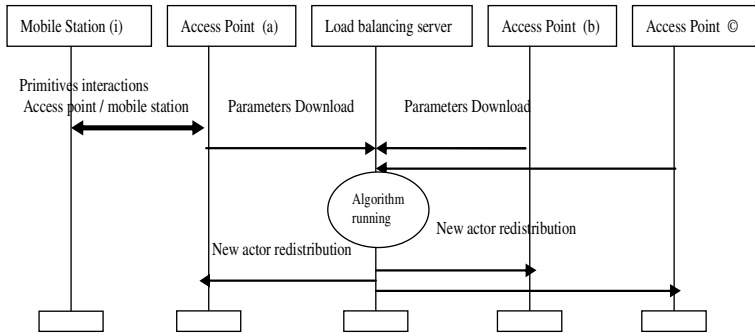 Mobile Station (i)
Access Point (a)
Load balancing server
Access Point (b)
Access Point ©
Primitives interactions
Access point / mobile station
Parameters Download
Parameters Download
Algorithm
running
New actor redistribution
New actor redistribution